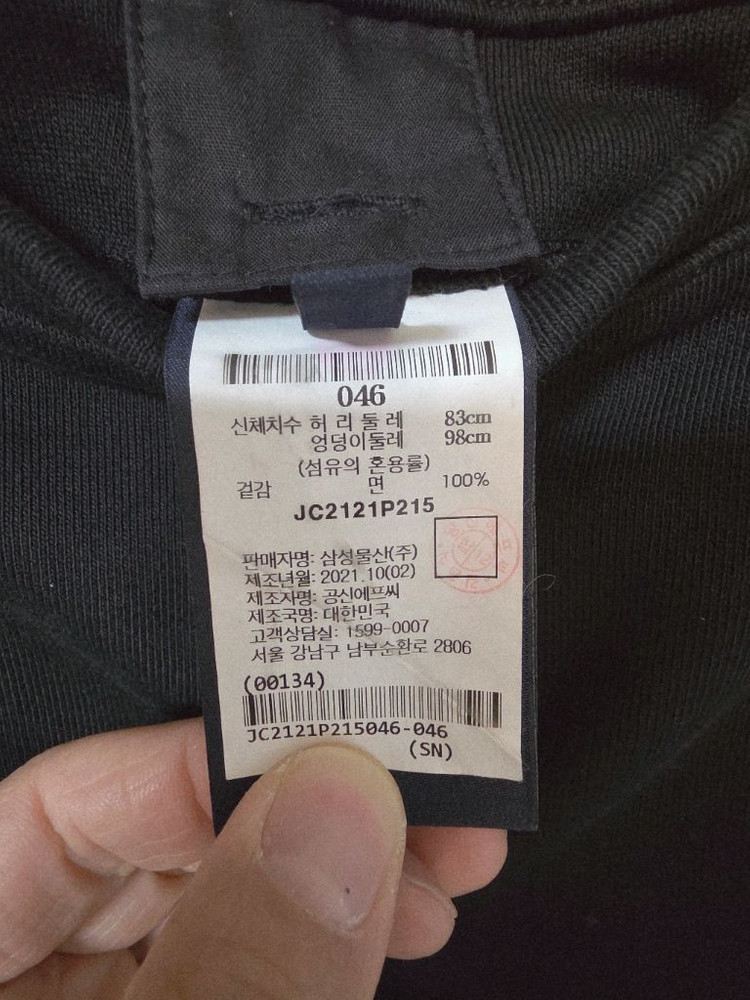 046
신체치수 허 리 둘 레 83cm
엉덩이둘레 98cm
(섬유의 혼용률)
겉감 면 100%
JC2121P215
판매자명: 삼성물산(주)
제조년월: 2021.10(02)
제조자명: 공신에프씨
제조국명: 대한민국
고객상담실: 1599-0007
서울 강남구 남부순환로 2806
(00134)
JC2121P215046-046
(SN)